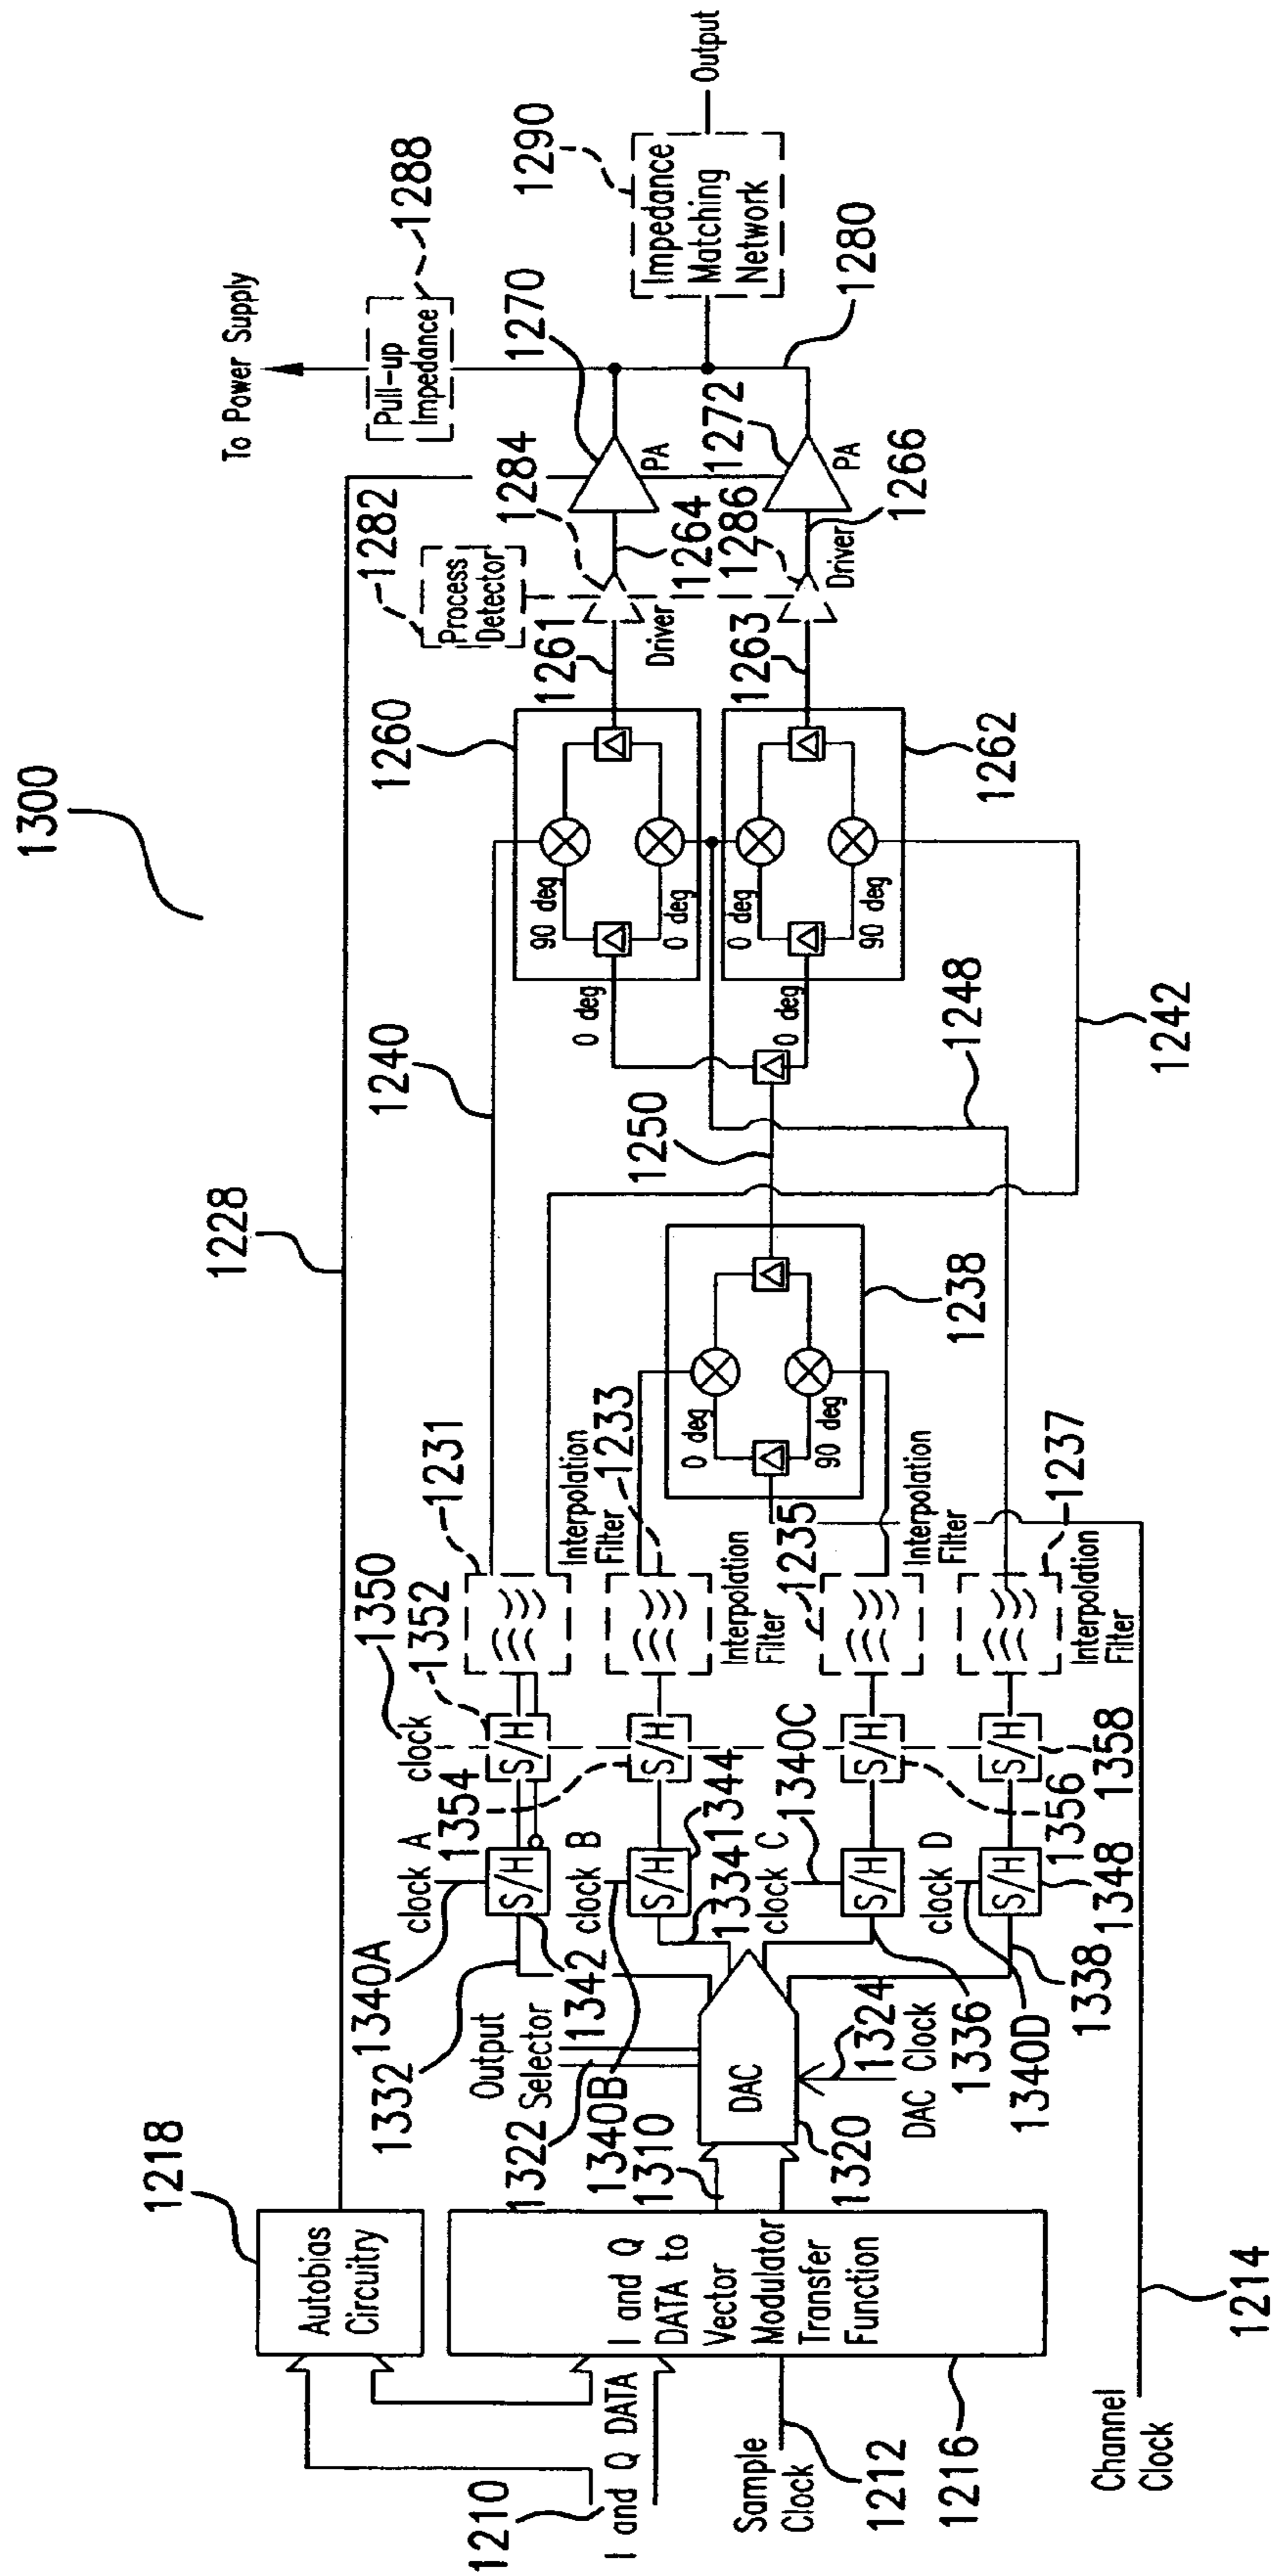 1300
1210
I and Q DATA
Sample
Clock
1212
1216
Channel
Clock
1214
1218
Autobias
Circuitry
I and Q
DATA to
Vector
Modulator
Transfer
Function
1228
1310
DAC
1320
Output
Selector
1322
1324
DAC Clock
1332
1334
1336
1338
clock A
1340A
clock B
1340B
clock C
1340C
clock D
1340D
S/H
1342
S/H
1344
S/H
S/H
1348
clock
1350
S/H
1352
S/H
1354
S/H
1356
S/H
1358
1231
Interpolation
Filter
1233
Interpolation
Filter
1235
Interpolation
Filter
1237
Interpolation
Filter
0 deg
90 deg
1238
1240
1250
1248
1242
0 deg
0 deg
90 deg
0 deg
1260
0 deg
90 deg
1262
1261
1263
Process
Detector
1282
Driver
1284
1264
Driver
1286
1266
PA
1270
PA
1272
To Power Supply
Pull-up
Impedance
1288
1280
Impedance
Matching
Network
1290
Output